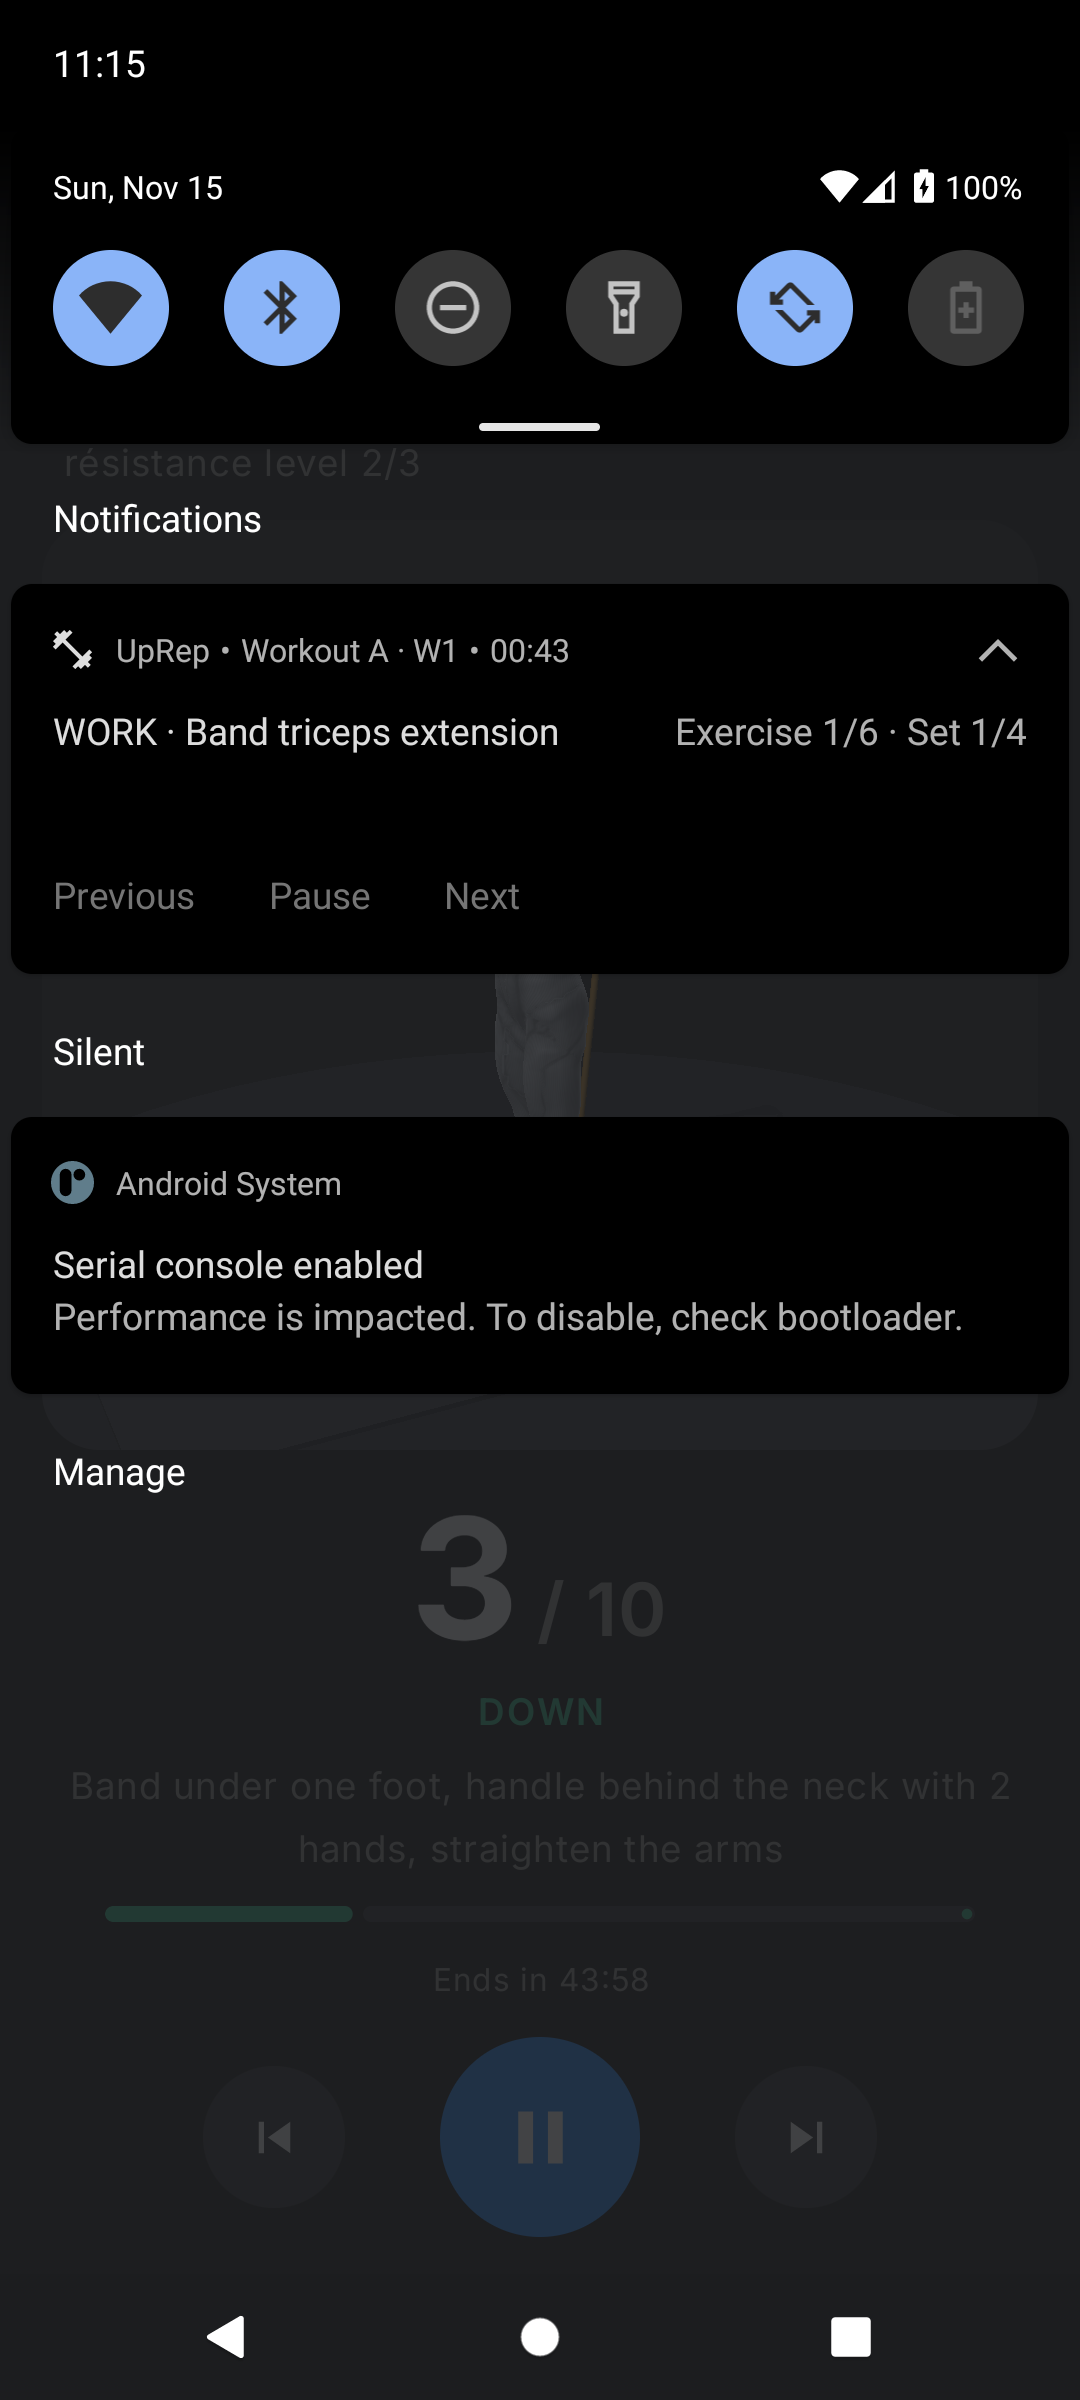 11:15
Sun, Nov 15
100%
résistance level 2/3
Notifications
UpRep • Workout A · W1 • 00:43
WORK · Band triceps extension Exercise 1/6 · Set 1/4
Previous Pause Next
Silent
Android System
Serial console enabled
Performance is impacted. To disable, check bootloader.
Manage
3 / 10
DOWN
Band under one foot, handle behind the neck with 2
hands, straighten the arms
Ends in 43:58